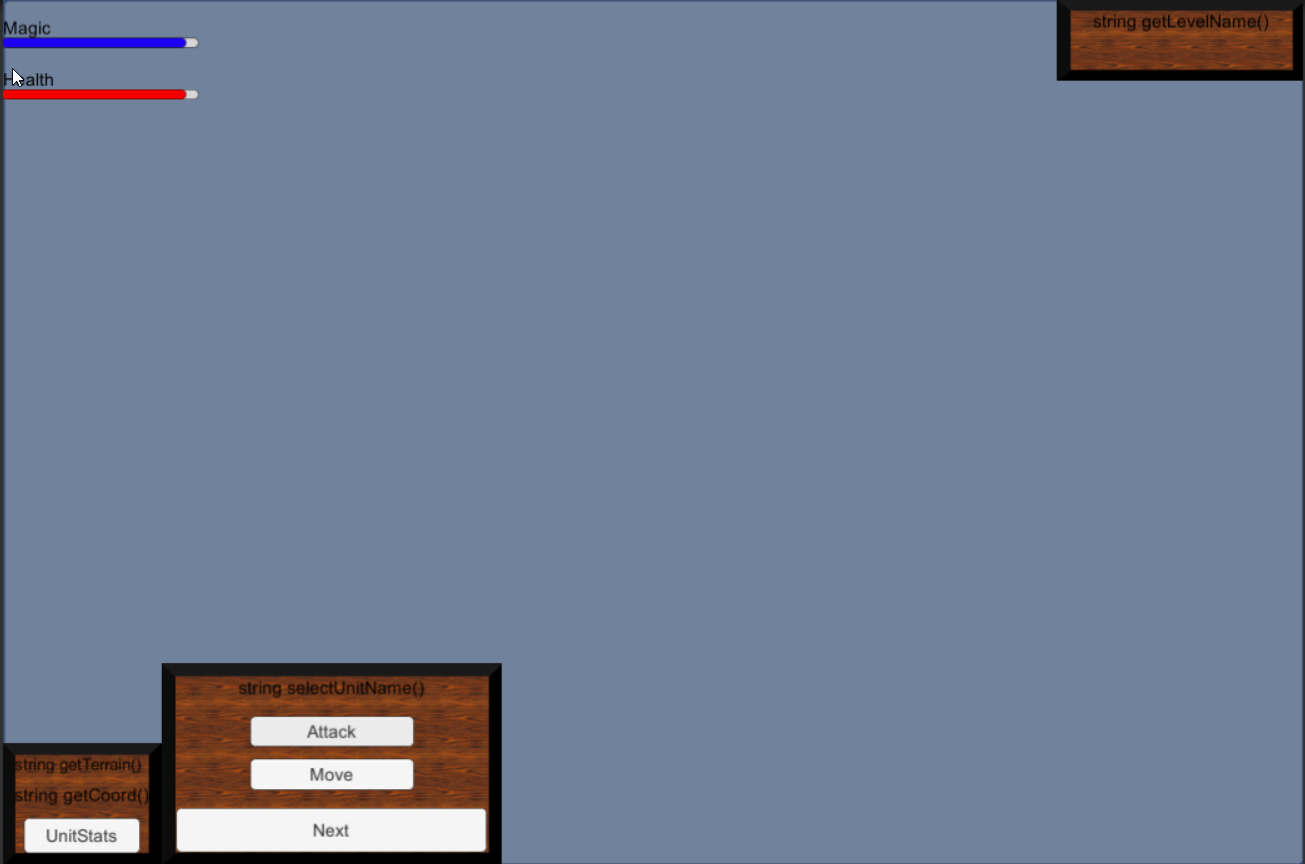 Magic
Health
string getLevelName()
string selectUnitName()
Attack
Move
Next
string getTerrain()
string getCoord()
UnitStats